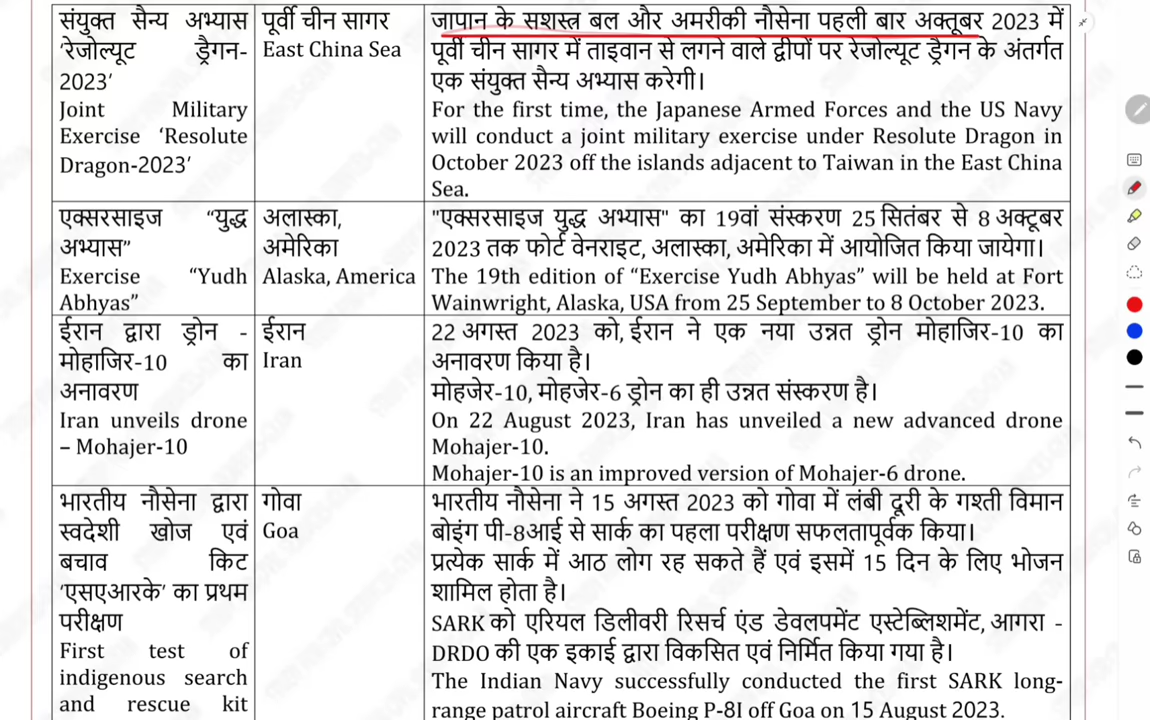 संयुक्त सैन्य अभ्यास
'रेजोल्यूट ड्रैगन-
2023'
Joint Military
Exercise 'Resolute
Dragon-2023'
पूर्वी चीन सागर
East China Sea
जापान के सशस्त्र बल और अमरीकी नौसेना पहली बार अक्तूबर 2023 में
पूर्वी चीन सागर में ताइवान से लगने वाले द्वीपों पर रेजोल्यूट ड्रैगन के अंतर्गत
एक संयुक्त सैन्य अभ्यास करेगी।
For the first time, the Japanese Armed Forces and the US Navy
will conduct a joint military exercise under Resolute Dragon in
October 2023 off the islands adjacent to Taiwan in the East China
Sea.
एक्सरसाइज "युद्ध
अभ्यास"
Exercise "Yudh
Abhyas"
अलास्का,
अमेरिका
Alaska, America
"एक्सरसाइज युद्ध अभ्यास" का 19वां संस्करण 25 सितंबर से 8 अक्टूबर
2023 तक फोर्ट वेनराइट, अलास्का, अमेरिका में आयोजित किया जायेगा।
The 19th edition of "Exercise Yudh Abhyas" will be held at Fort
Wainwright, Alaska, USA from 25 September to 8 October 2023.
ईरान द्वारा ड्रोन -
मोहाजिर-10 का
अनावरण
Iran unveils drone
– Mohajer-10
ईरान
Iran
22 अगस्त 2023 को, ईरान ने एक नया उन्नत ड्रोन मोहाजिर-10 का
अनावरण किया है।
मोहजेर-10, मोहजेर-6 ड्रोन का ही उन्नत संस्करण है।
On 22 August 2023, Iran has unveiled a new advanced drone
Mohajer-10.
Mohajer-10 is an improved version of Mohajer-6 drone.
भारतीय नौसेना द्वारा
स्वदेशी खोज एवं
बचाव किट
'एसएआरके' का प्रथम
परीक्षण
First test of
indigenous search
and rescue kit
गोवा
Goa
भारतीय नौसेना ने 15 अगस्त 2023 को गोवा में लंबी दूरी के गश्ती विमान
बोइंग पी-8आई से सार्क का पहला परीक्षण सफलतापूर्वक किया।
प्रत्येक सार्क में आठ लोग रह सकते हैं एवं इसमें 15 दिन के लिए भोजन
शामिल होता है।
SARK को एरियल डिलीवरी रिसर्च एंड डेवलपमेंट एस्टेब्लिशमेंट, आगरा -
DRDO की एक इकाई द्वारा विकसित एवं निर्मित किया गया है।
The Indian Navy successfully conducted the first SARK long-
range patrol aircraft Boeing P-8I off Goa on 15 August 2023.